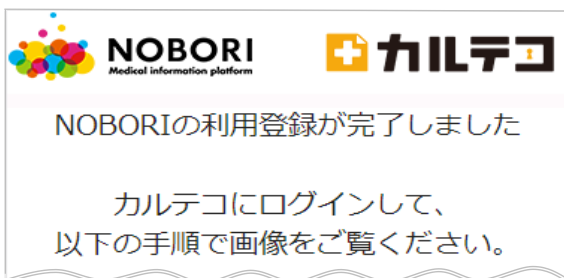 NOBORI カルテコ
Medical information platform
NOBORIの利用登録が完了しました
カルテコにログインして、
以下の手順で画像をご覧ください。